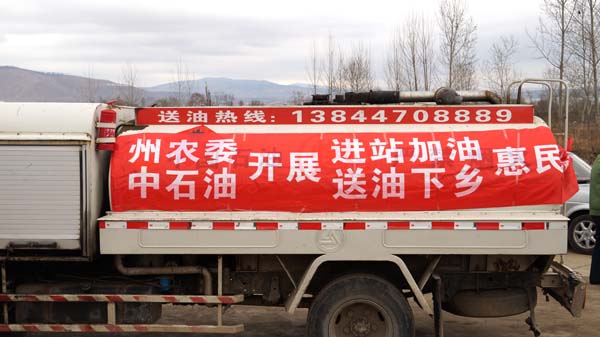 送油热线：13844708889
州农委 开展 进站加油 惠民
中石油 送油下乡